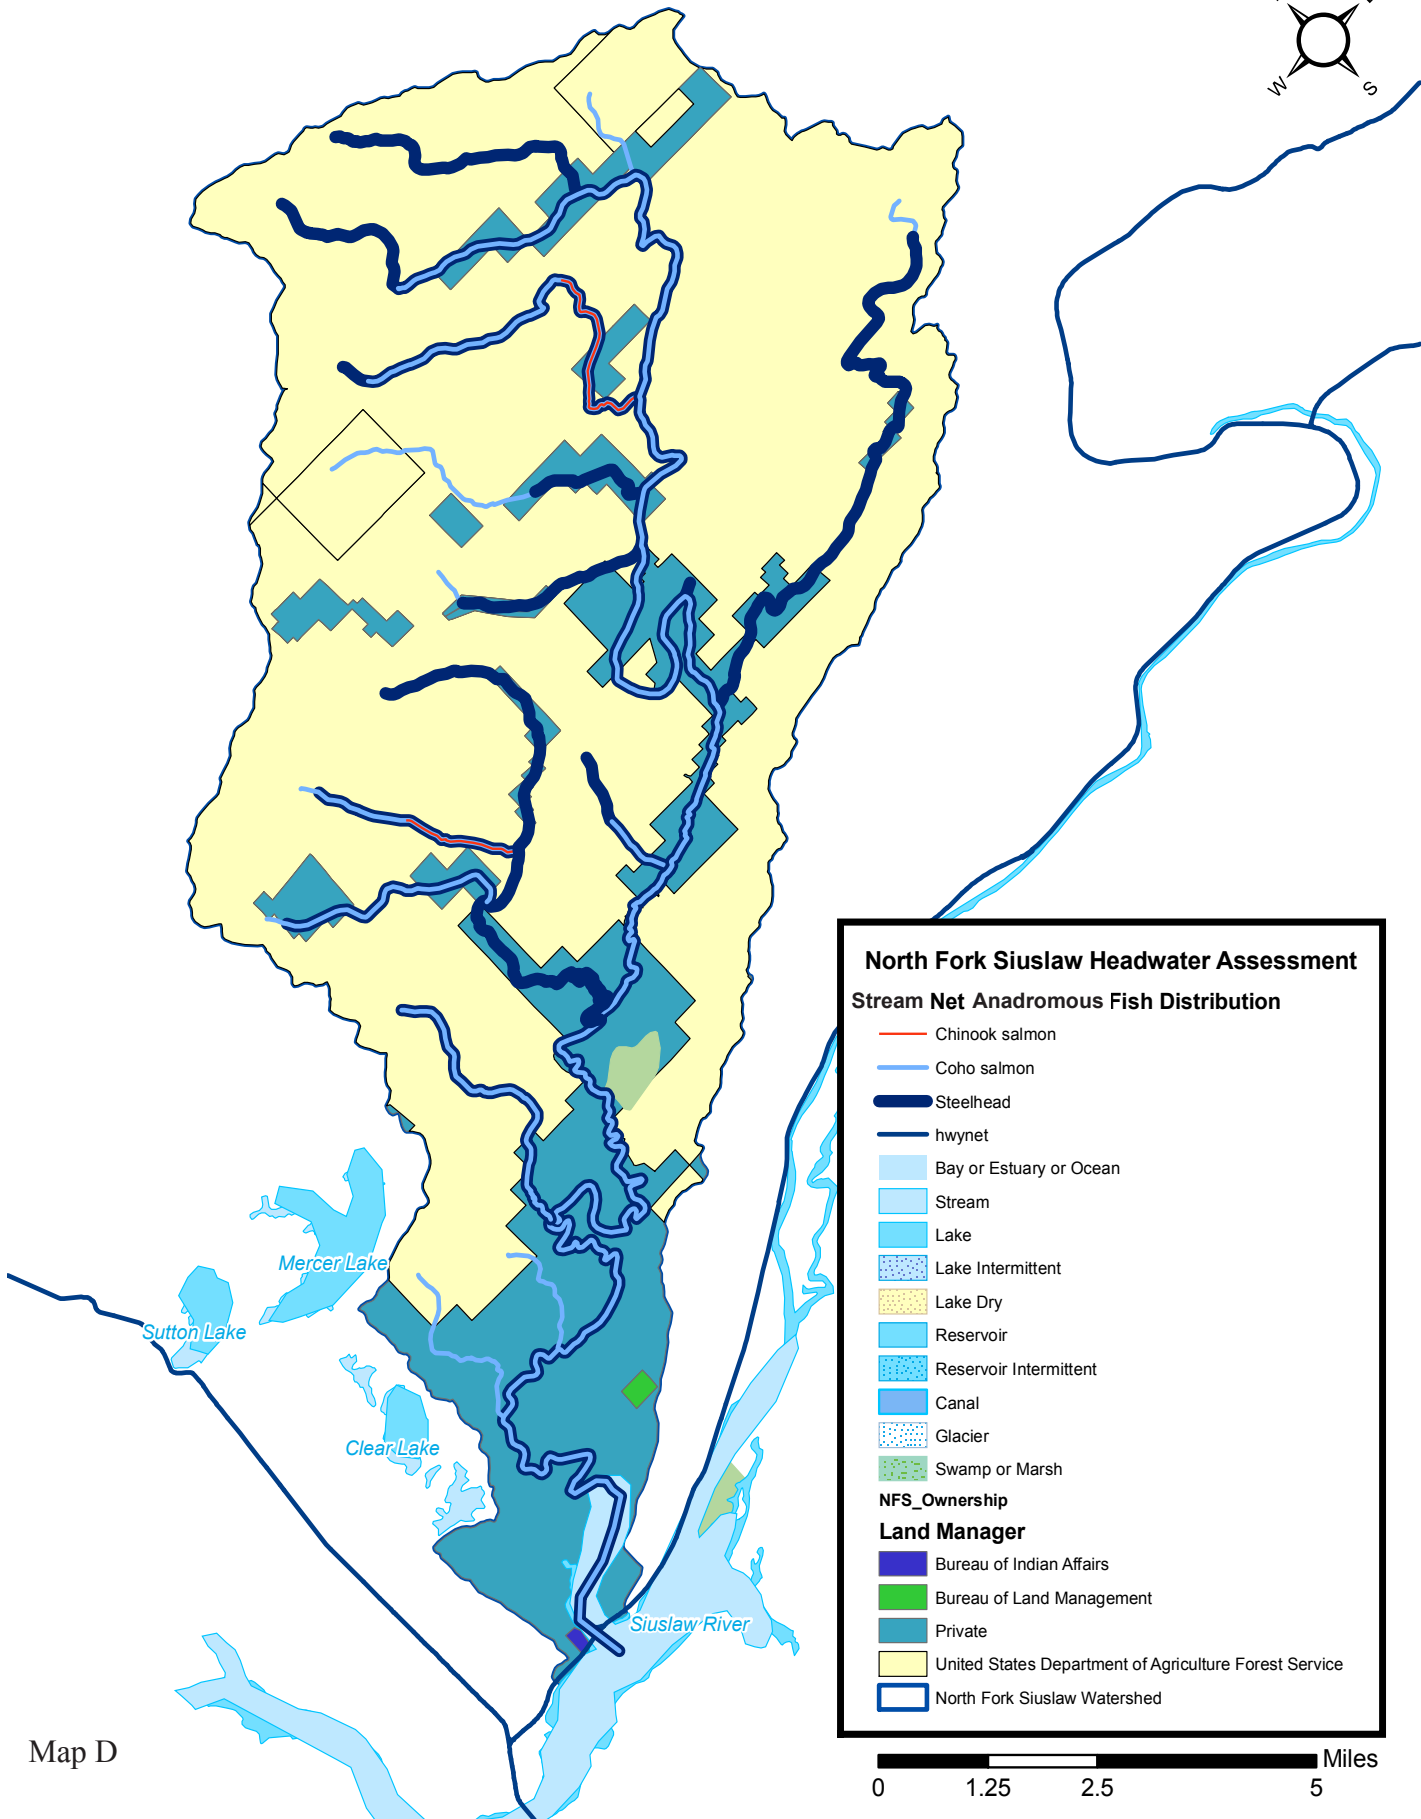 W
S
North Fork Siuslaw Headwater Assessment
Stream Net Anadromous Fish Distribution
Chinook salmon
Coho salmon
Steelhead
hwynet
Bay or Estuary or Ocean
Stream
Lake
Lake Intermittent
Lake Dry
Reservoir
Reservoir Intermittent
Canal
Glacier
Swamp or Marsh
NFS_Ownership
Land Manager
Bureau of Indian Affairs
Bureau of Land Management
Private
United States Department of Agriculture Forest Service
North Fork Siuslaw Watershed
Mercer Lake
Sutton Lake
Clear Lake
Siuslaw River
Map D
Miles
0 1.25 2.5 5